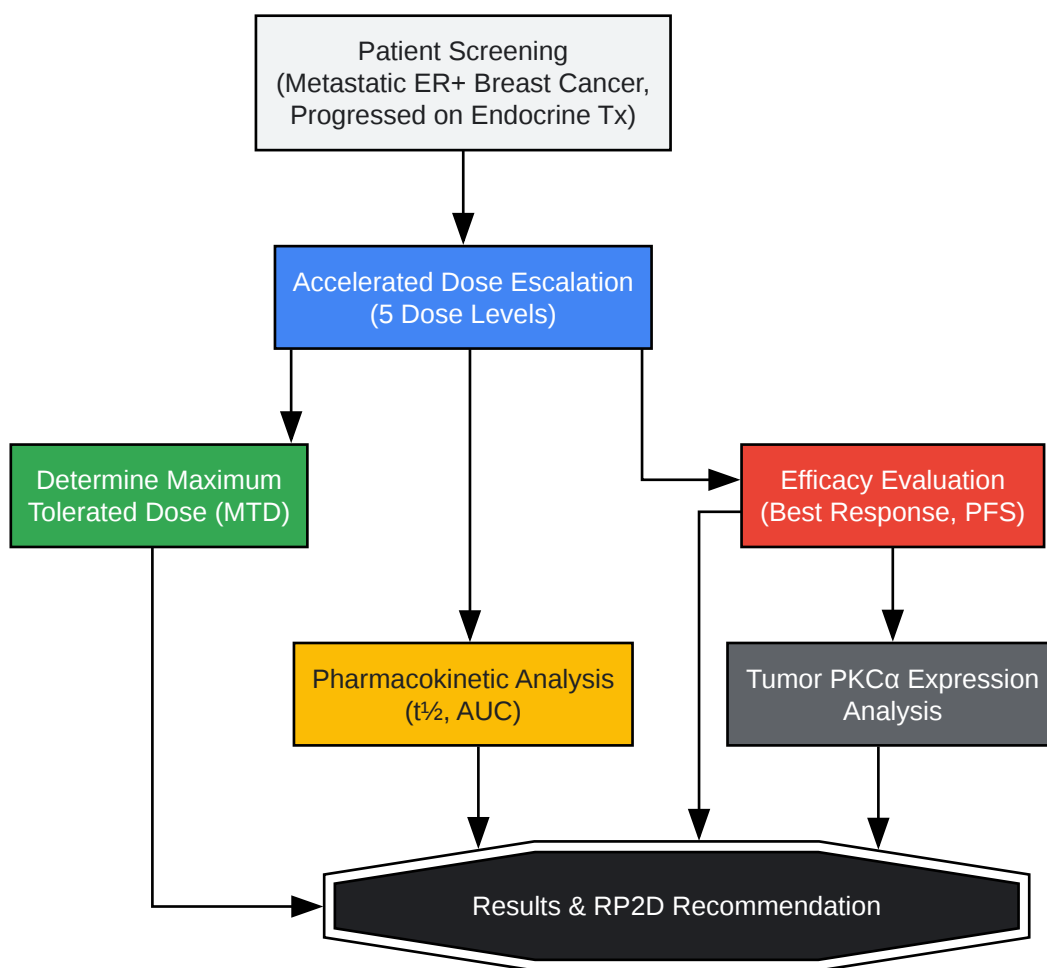 Patient Screening
(Metastatic ER+ Breast Cancer,
Progressed on Endocrine Tx)
Accelerated Dose Escalation
(5 Dose Levels)
Determine Maximum
Tolerated Dose (MTD)
Efficacy Evaluation
(Best Response, PFS)
Pharmacokinetic Analysis
(t½, AUC)
Tumor PKCα Expression
Analysis
Results & RP2D Recommendation